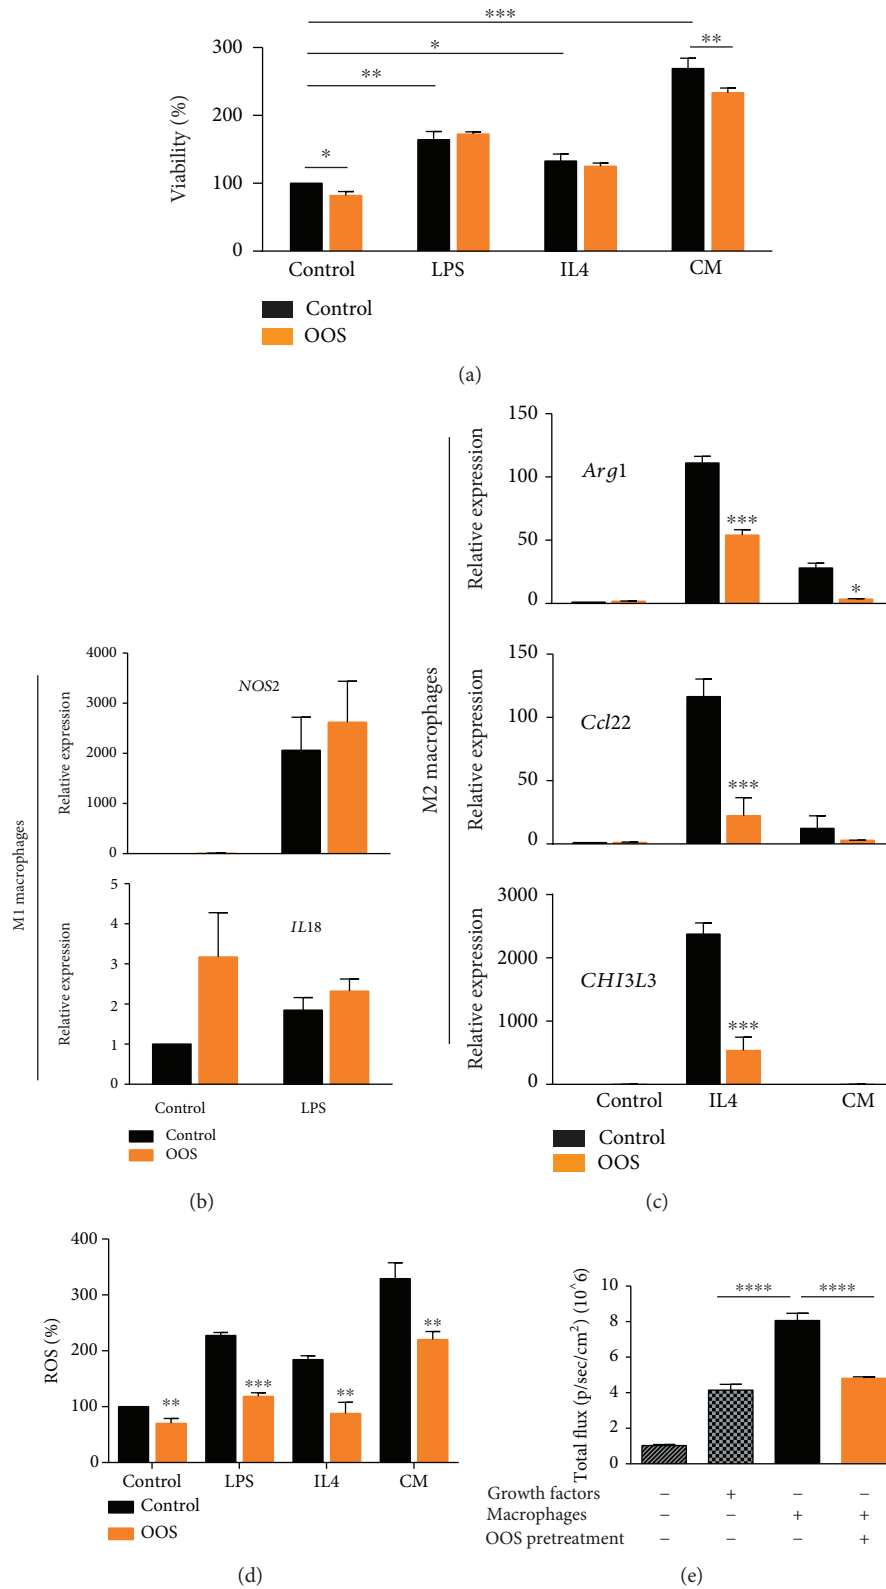 ***
*
**
**
*
Viability (%)
300
200
100
0
Control
LPS
IL4
CM
Control
OOS
(a)
M1 macrophages
Relative expression
4000
3000
2000
1000
0
NOS2
Relative expression
5
4
3
2
1
0
IL18
Control
LPS
Control
OOS
(b)
M2 macrophages
Relative expression
150
100
50
0
Arg1
***
*
Relative expression
150
100
50
0
Ccl22
***
Relative expression
3000
2000
1000
0
CHI3L3
***
Control
IL4
CM
Control
OOS
(c)
ROS (%)
400
300
200
100
0
**
***
**
**
Control
LPS
IL4
CM
Control
OOS
(d)
Total flux (p/sec/cm²) (10^6)
10
8
6
4
2
0
**** ****
Growth factors − + − −
Macrophages − − + +
OOS pretreatment − − − +
(e)